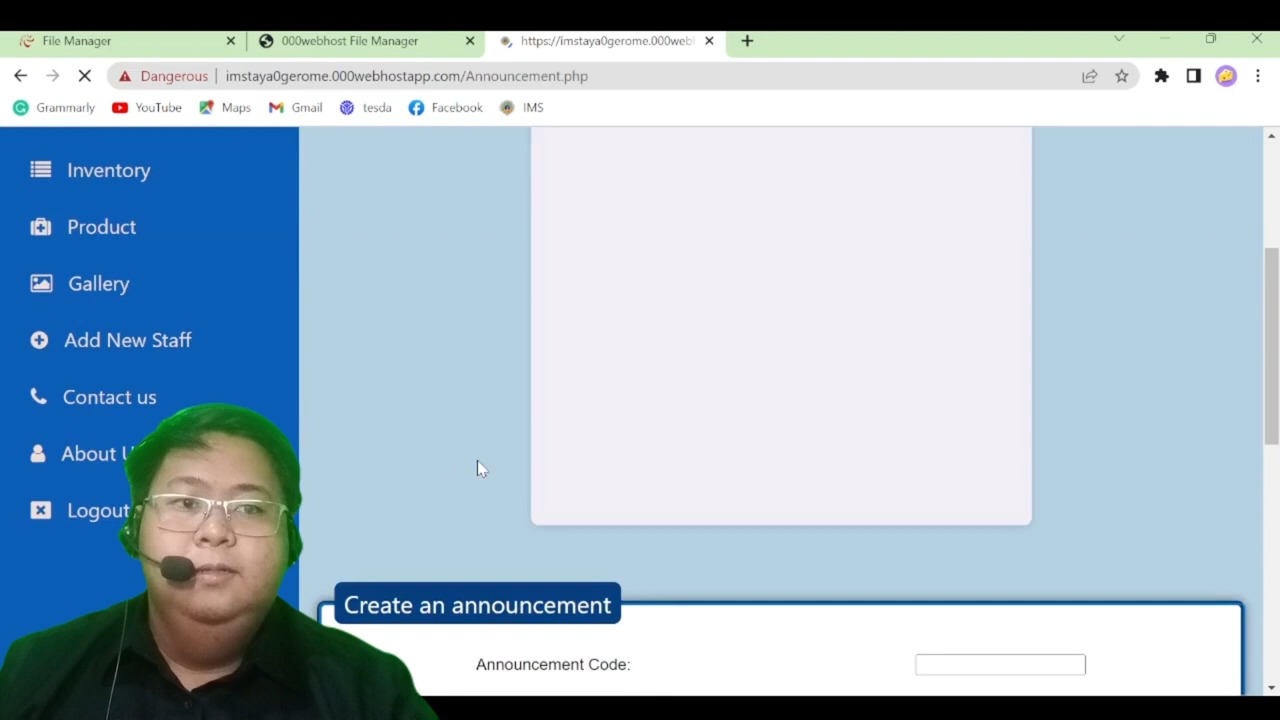 File Manager
000webhost File Manager
https://imstaya0gerome.000webl
Dangerous
imstaya0gerome.000webhostapp.com/Announcement.php
Grammarly
YouTube
Maps
Gmail
tesda
Facebook
IMS
Inventory
Product
Gallery
Add New Staff
Contact us
About U
Logout
Create an announcement
Announcement Code: